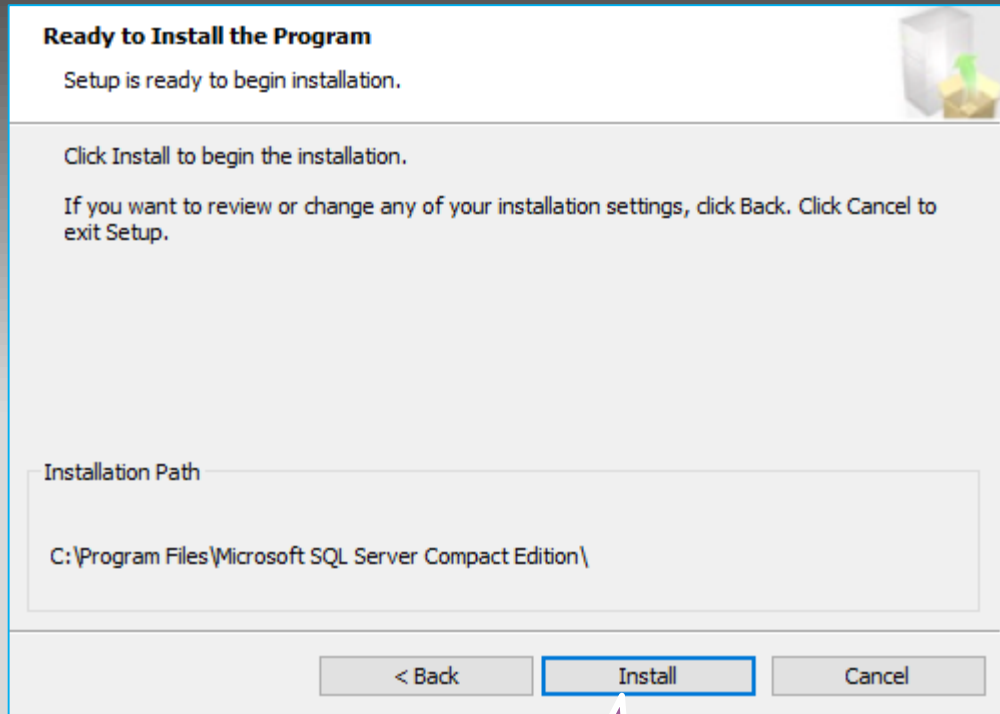 Ready to Install the Program
Setup is ready to begin installation.
Click Install to begin the installation.
If you want to review or change any of your installation settings, click Back. Click Cancel to
exit Setup.
Installation Path
C:\Program Files\Microsoft SQL Server Compact Edition\
< Back
Install
Cancel